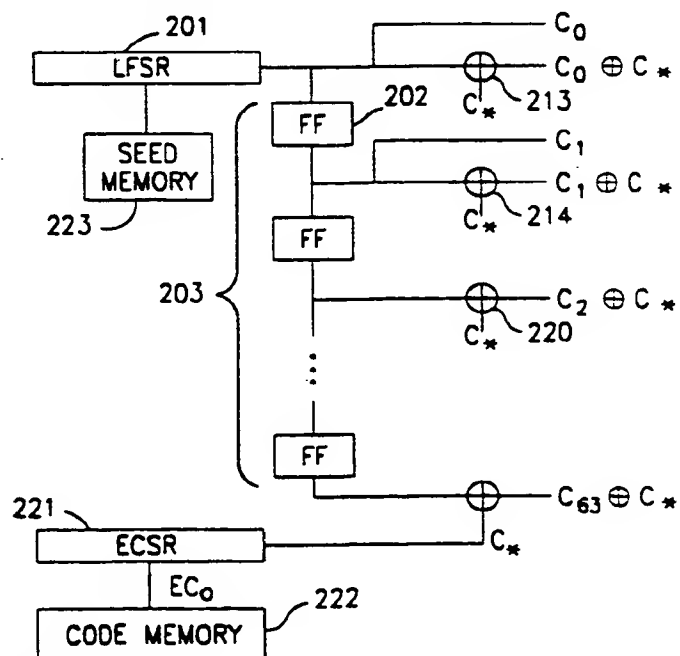 201
C₀
LFSR
C₀ ⊕ C*
202
C*
213
FF
C₁
SEED
MEMORY
C₁ ⊕ C*
C*
214
223
FF
203
C₂ ⊕ C*
C*
220
...
FF
221
C₆₃ ⊕ C*
ECSR
C*
EC₀
222
CODE MEMORY